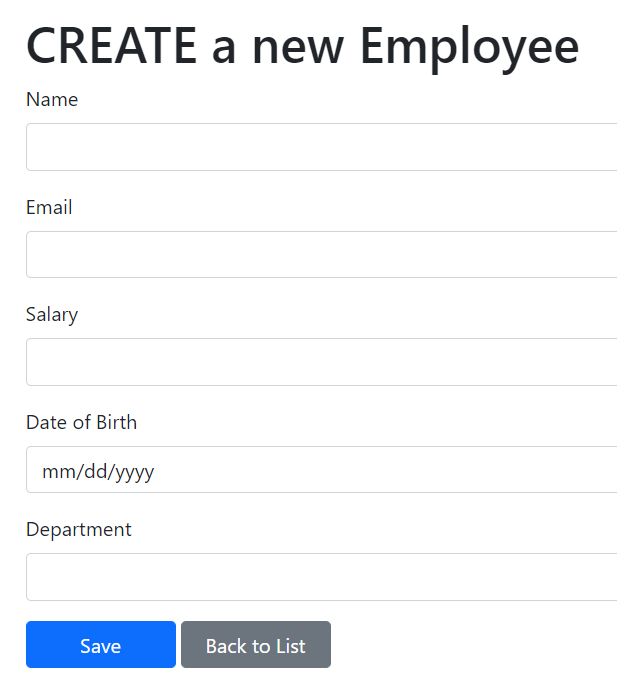 CREATE a new Employee
Name
Email
Salary
Date of Birth
mm/dd/yyyy
Department
Save Back to List